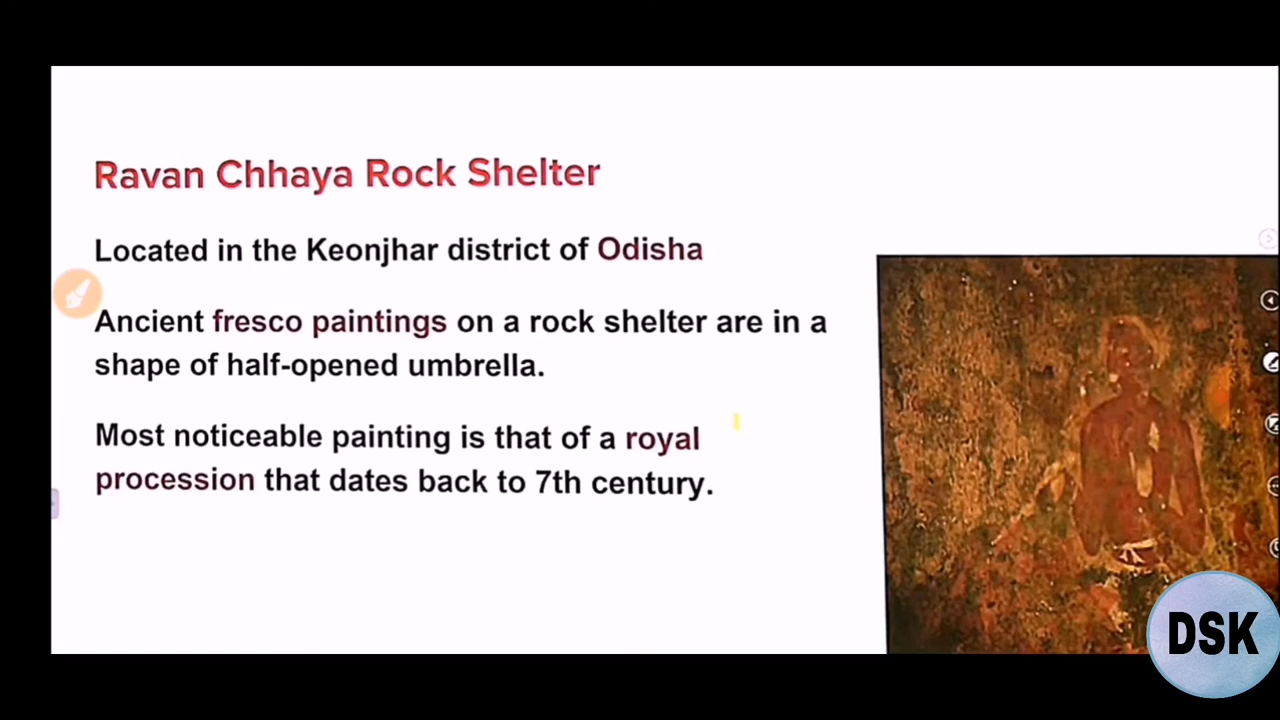 Ravan Chhaya Rock Shelter
Located in the Keonjhar district of Odisha
Ancient fresco paintings on a rock shelter are in a
shape of half-opened umbrella.
Most noticeable painting is that of a royal
procession that dates back to 7th century.
DSK